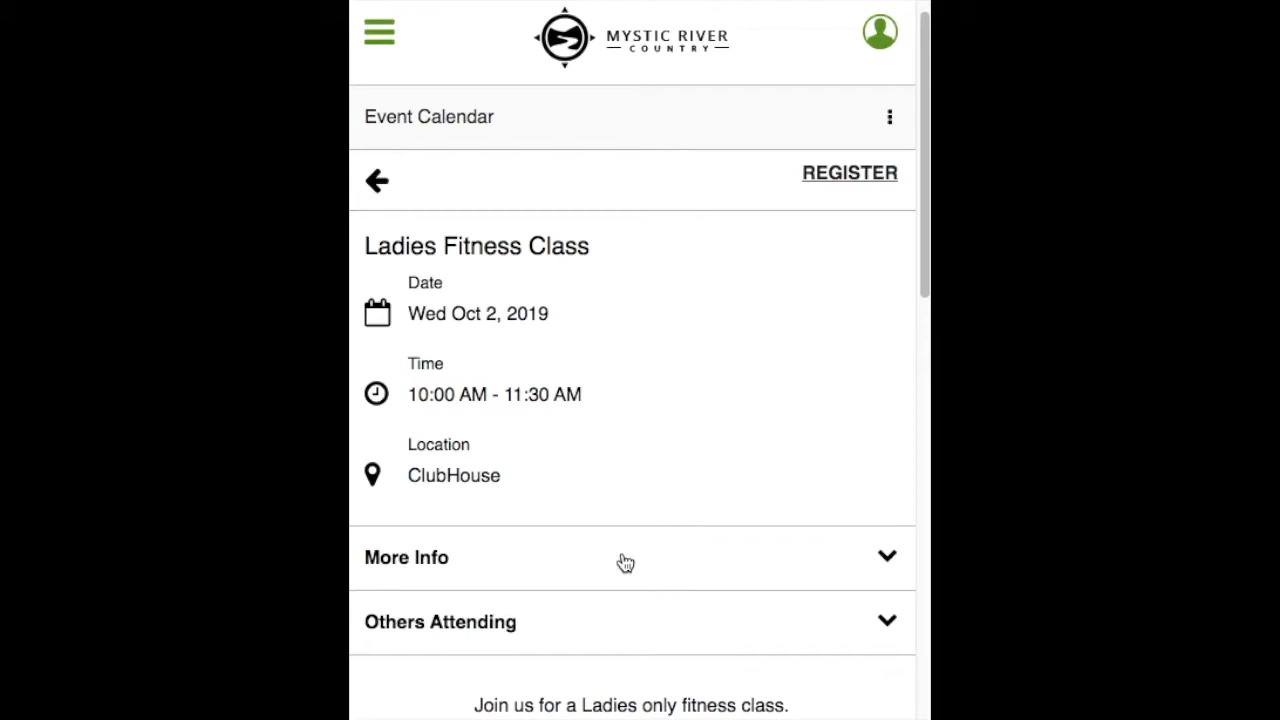 MYSTIC RIVER
COUNTRY
Event Calendar
REGISTER
Ladies Fitness Class
Date
Wed Oct 2, 2019
Time
10:00 AM - 11:30 AM
Location
ClubHouse
More Info
Others Attending
Join us for a Ladies only fitness class.